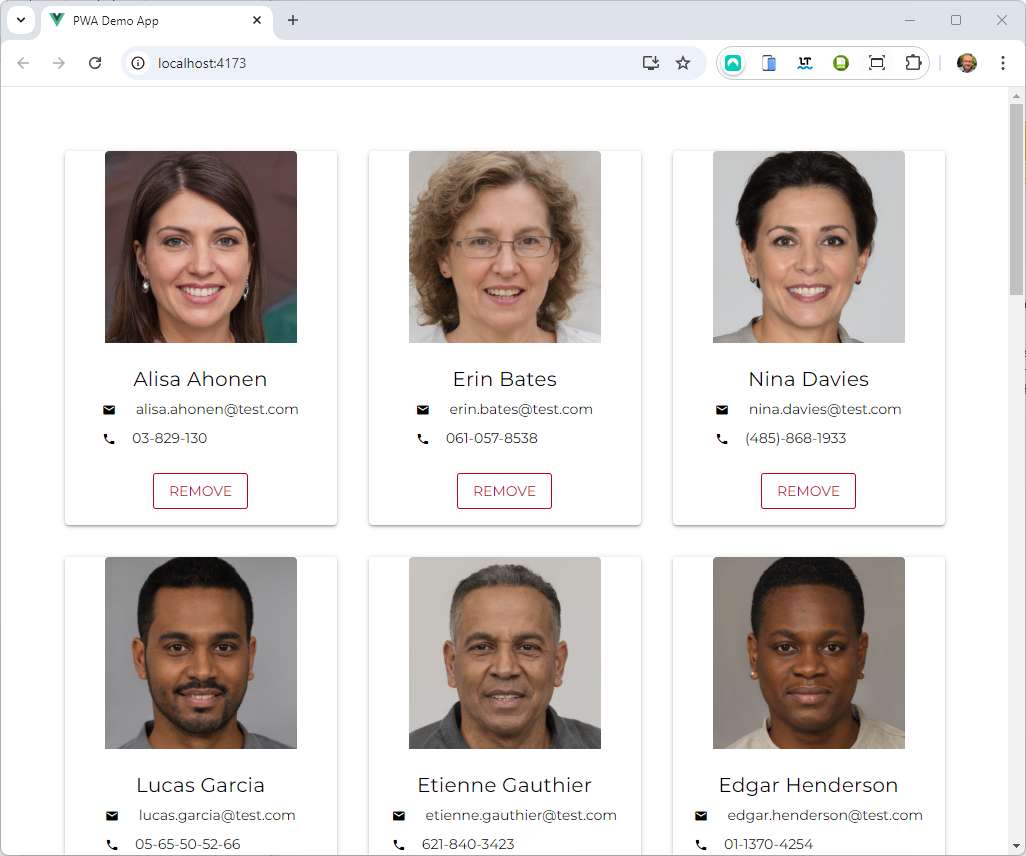 PWA Demo App
localhost:4173
LT
Alisa Ahonen
alisa.ahonen@test.com
03-829-130
REMOVE
Erin Bates
erin.bates@test.com
061-057-8538
REMOVE
Nina Davies
nina.davies@test.com
(485)-868-1933
REMOVE
Lucas Garcia
lucas.garcia@test.com
05-65-50-52-66
Etienne Gauthier
etienne.gauthier@test.com
621-840-3423
Edgar Henderson
edgar.henderson@test.com
01-1370-4254